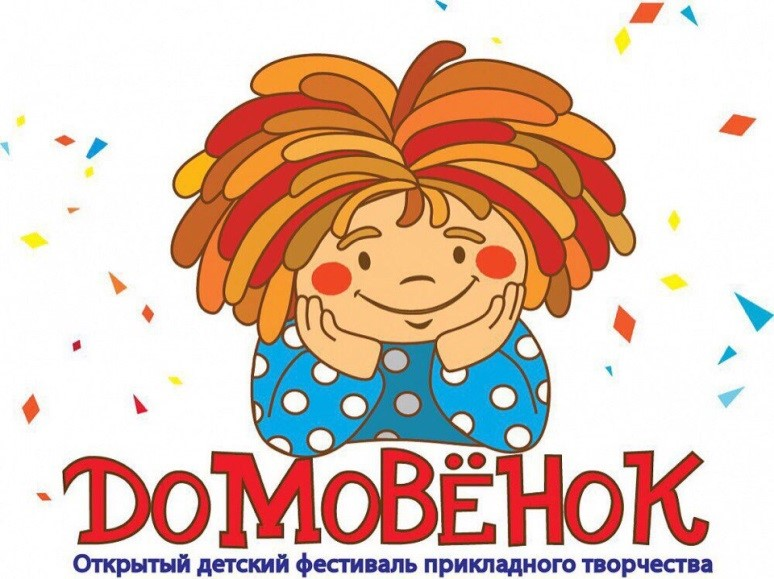 ДоМоВЁНоК
Открытый детский фестиваль прикладного творчества